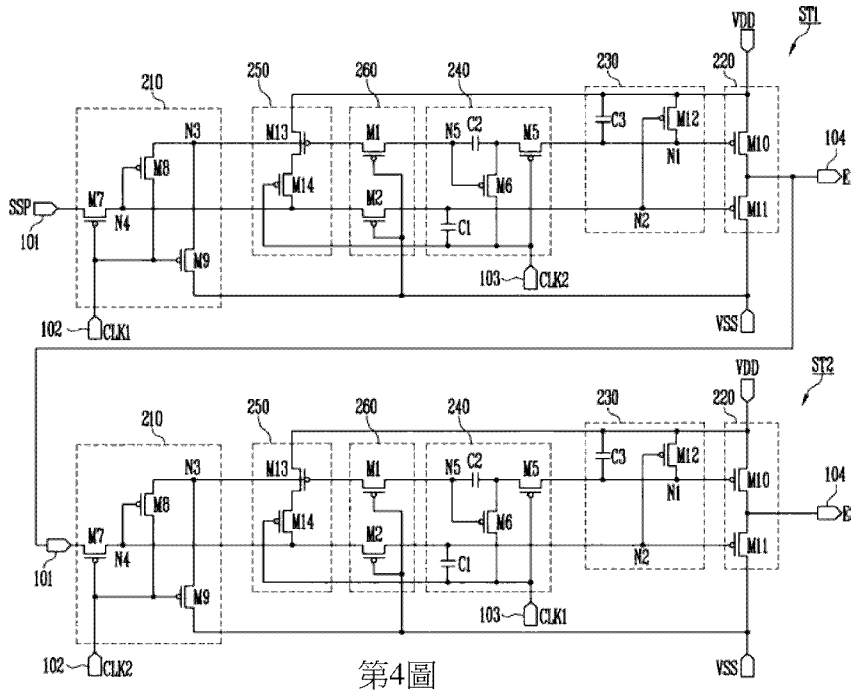 ST1
VDD
210
250
260
240
230
220
N3
M13
M1
N5
C2
M5
C3
M12
N1
M10
104
E
M8
M14
M2
M6
SSP
M7
N4
101
C1
N2
M11
M9
103
CLK2
102
CLK1
VSS
ST2
VDD
210
250
260
240
230
220
N3
M13
M1
N5
C2
M5
C3
M12
N1
M10
104
E
M8
M14
M2
M6
M7
N4
101
C1
N2
M11
M9
103
CLK1
102
CLK2
VSS
第4圖